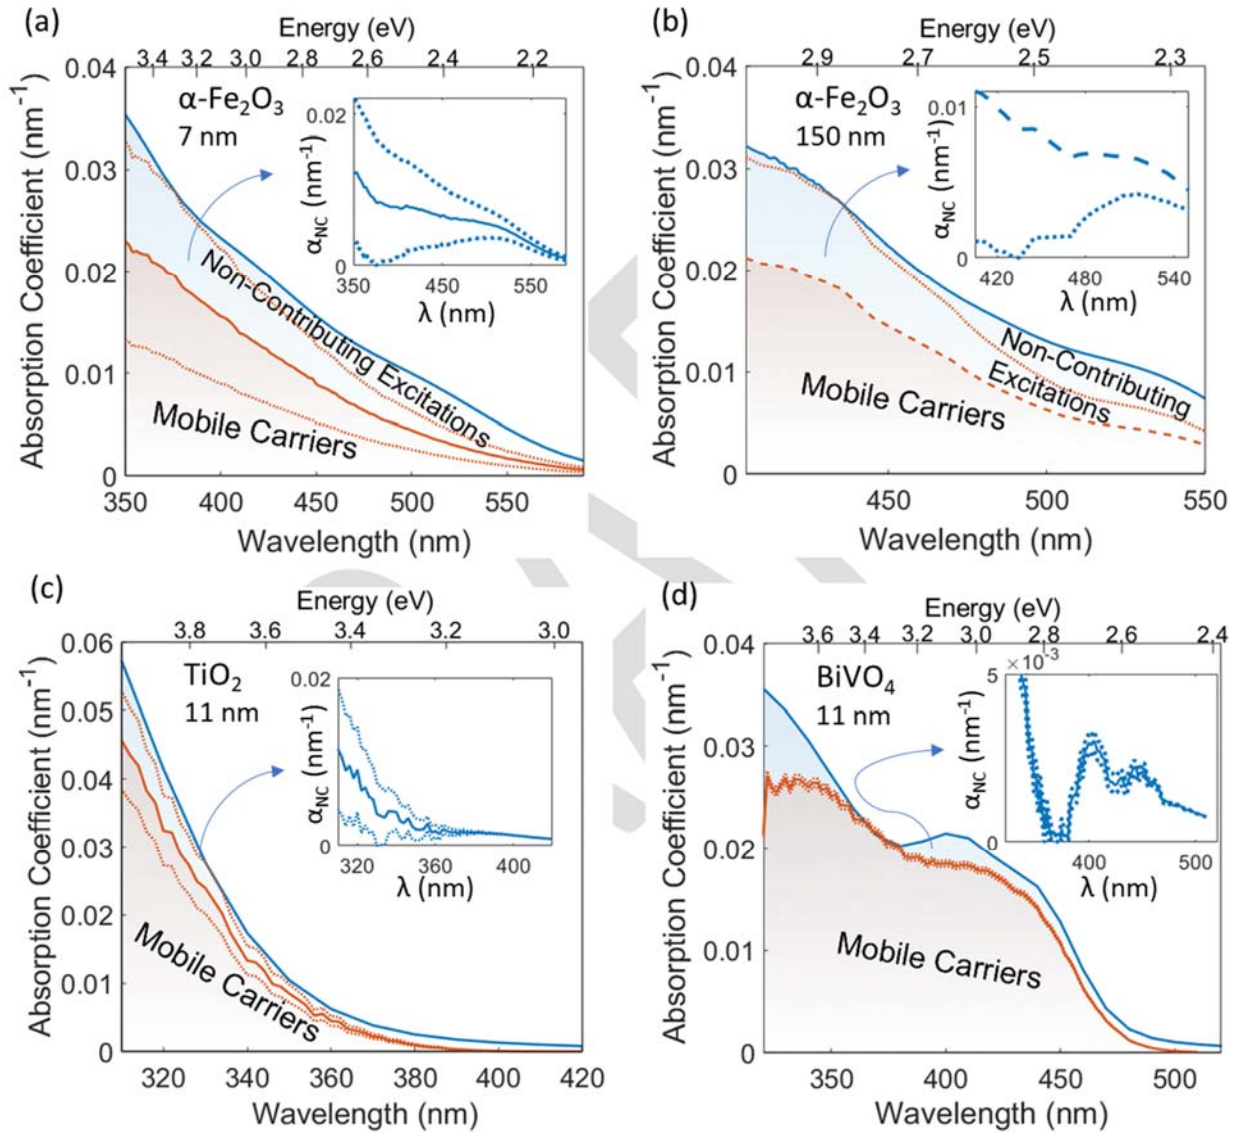 (a)
Energy (eV)
3.4 3.2 3.0 2.8 2.6 2.4 2.2
Absorption Coefficient (nm⁻¹)
0.04
0.03
0.02
0.01
0
α-Fe₂O₃
7 nm
α_NC (nm⁻¹)
0.02
0
350 450 550
λ (nm)
Non-Contributing Excitations
Mobile Carriers
350 400 450 500 550
Wavelength (nm)
(b)
Energy (eV)
2.9 2.7 2.5 2.3
Absorption Coefficient (nm⁻¹)
0.04
0.03
0.02
0.01
0
α-Fe₂O₃
150 nm
α_NC (nm⁻¹)
0.01
0
420 480 540
λ (nm)
Non-Contributing
Excitations
Mobile Carriers
450 500 550
Wavelength (nm)
(c)
Energy (eV)
3.8 3.6 3.4 3.2 3.0
Absorption Coefficient (nm⁻¹)
0.06
0.05
0.04
0.03
0.02
0.01
0
TiO₂
11 nm
α_NC (nm⁻¹)
0.02
0
310 360 400
λ (nm)
Mobile Carriers
320 340 360 380 400 420
Wavelength (nm)
(d)
Energy (eV)
3.6 3.4 3.2 3.0 2.8 2.6 2.4
Absorption Coefficient (nm⁻¹)
0.04
0.03
0.02
0.01
0
BiVO₄
11 nm
α_NC (nm⁻¹)
× 10⁻³
5
0
400 500
λ (nm)
Mobile Carriers
350 400 450 500
Wavelength (nm)